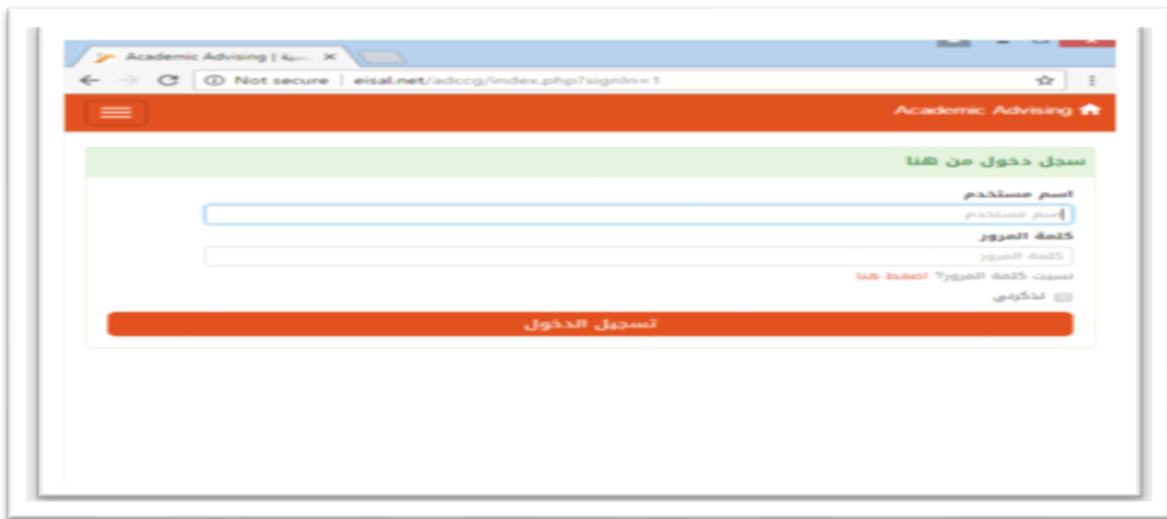 Academic Advising |
Not secure | eisal.net/adccg/index.php?signIn=1
Academic Advising
سجل دخول من هنا
اسم مستخدم
اسم مستخدم
كلمة المرور
كلمة المرور
نسيت كلمة المرور? اضغط هنا
تذكرني
تسجيل الدخول